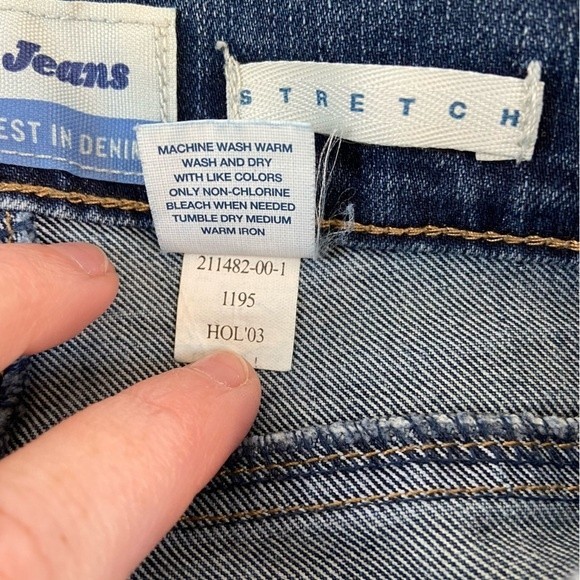 Jeans
EST IN DENIM
STRETCH
MACHINE WASH WARM
WASH AND DRY
WITH LIKE COLORS
ONLY NON-CHLORINE
BLEACH WHEN NEEDED
TUMBLE DRY MEDIUM
WARM IRON
211482-00-1
1195
HOL'03